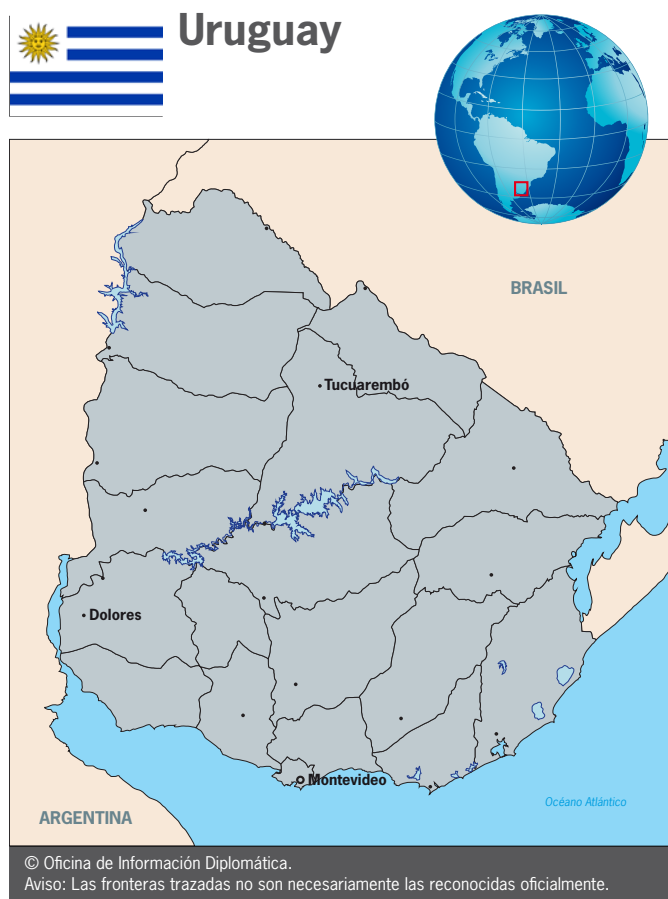 Uruguay
BRASIL
Tucuarembó
Dolores
Montevideo
Océano Atlántico
ARGENTINA
© Oficina de Información Diplomática.
Aviso: Las fronteras trazadas no son necesariamente las reconocidas oficialmente.